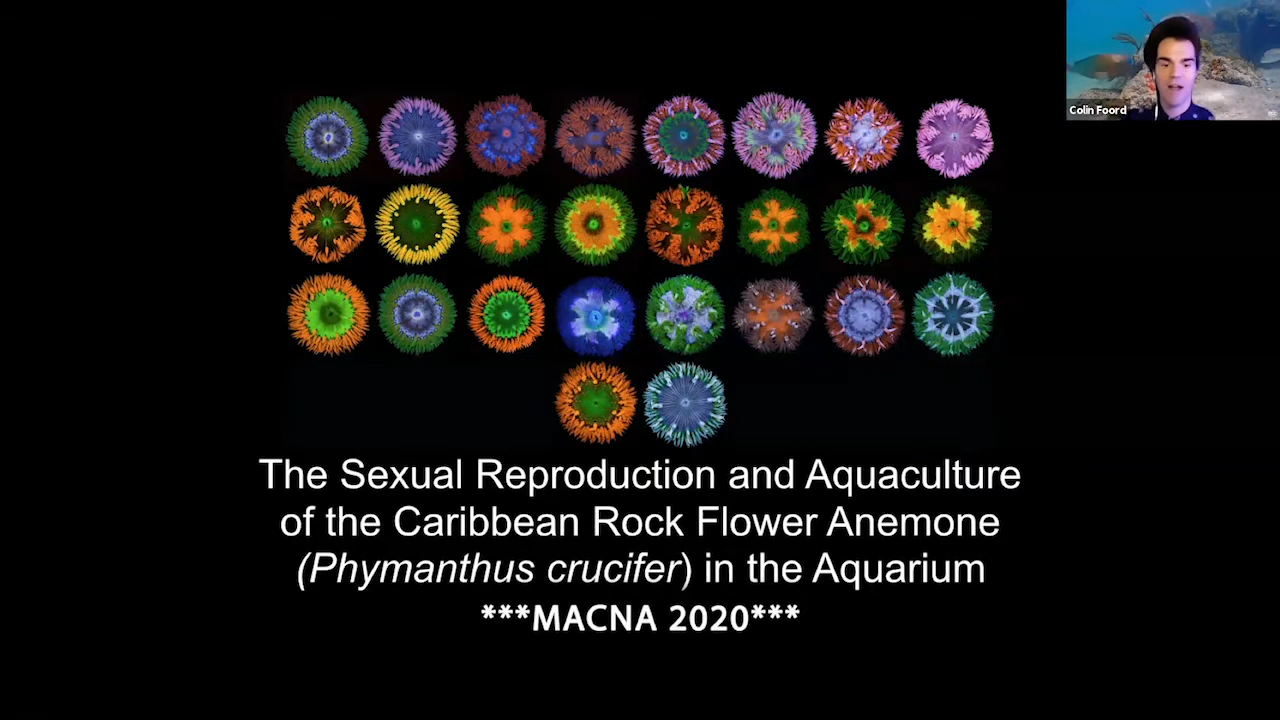 Colin Foord
The Sexual Reproduction and Aquaculture
of the Caribbean Rock Flower Anemone
(Phymanthus crucifer) in the Aquarium
***MACNA 2020***